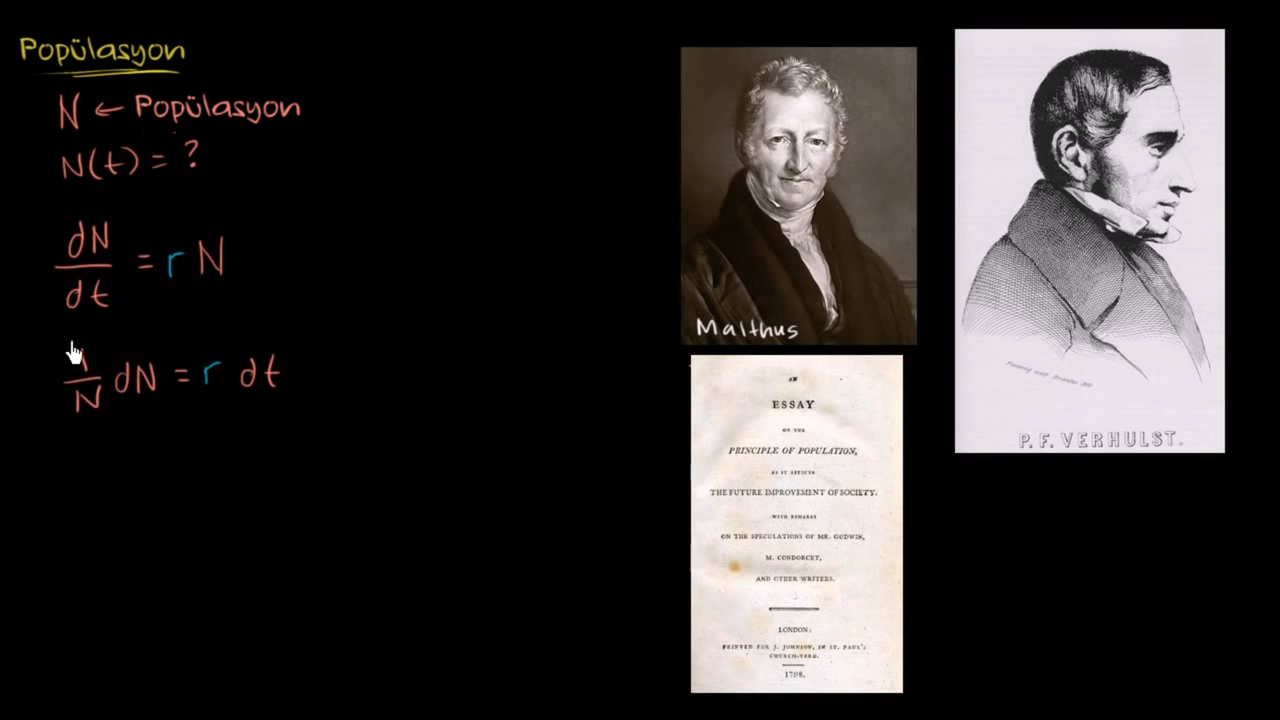 Popülasyon
N ← Popülasyon
N(t) = ?
dN/dt = r N
1/N dN = r dt
Malthus
P. F. VERHULST.
AN
ESSAY
ON THE
PRINCIPLE OF POPULATION,
AS IT AFFECTS
THE FUTURE IMPROVEMENT OF SOCIETY.
WITH REMARKS
ON THE SPECULATIONS OF MR. GODWIN,
M. CONDORCET,
AND OTHER WRITERS.
LONDON:
PRINTED FOR J. JOHNSON, IN ST. PAUL'S
CHURCH-YARD.
1798.